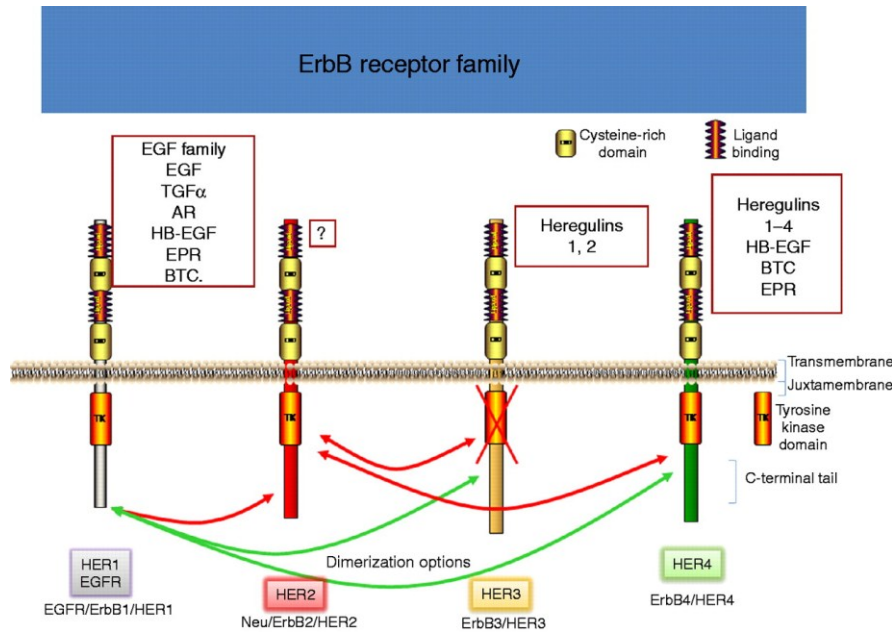 ErbB receptor family
Cysteine-rich
domain
Ligand
binding
EGF family
EGF
TGFα
AR
HB-EGF
EPR
BTC.
?
Heregulins
1, 2
Heregulins
1–4
HB-EGF
BTC
EPR
Transmembrane
Juxtamembrane
TK
TK
TK
TK
TK
Tyrosine
kinase
domain
C-terminal tail
Dimerization options
HER1
EGFR
EGFR/ErbB1/HER1
HER2
Neu/ErbB2/HER2
HER3
ErbB3/HER3
HER4
ErbB4/HER4